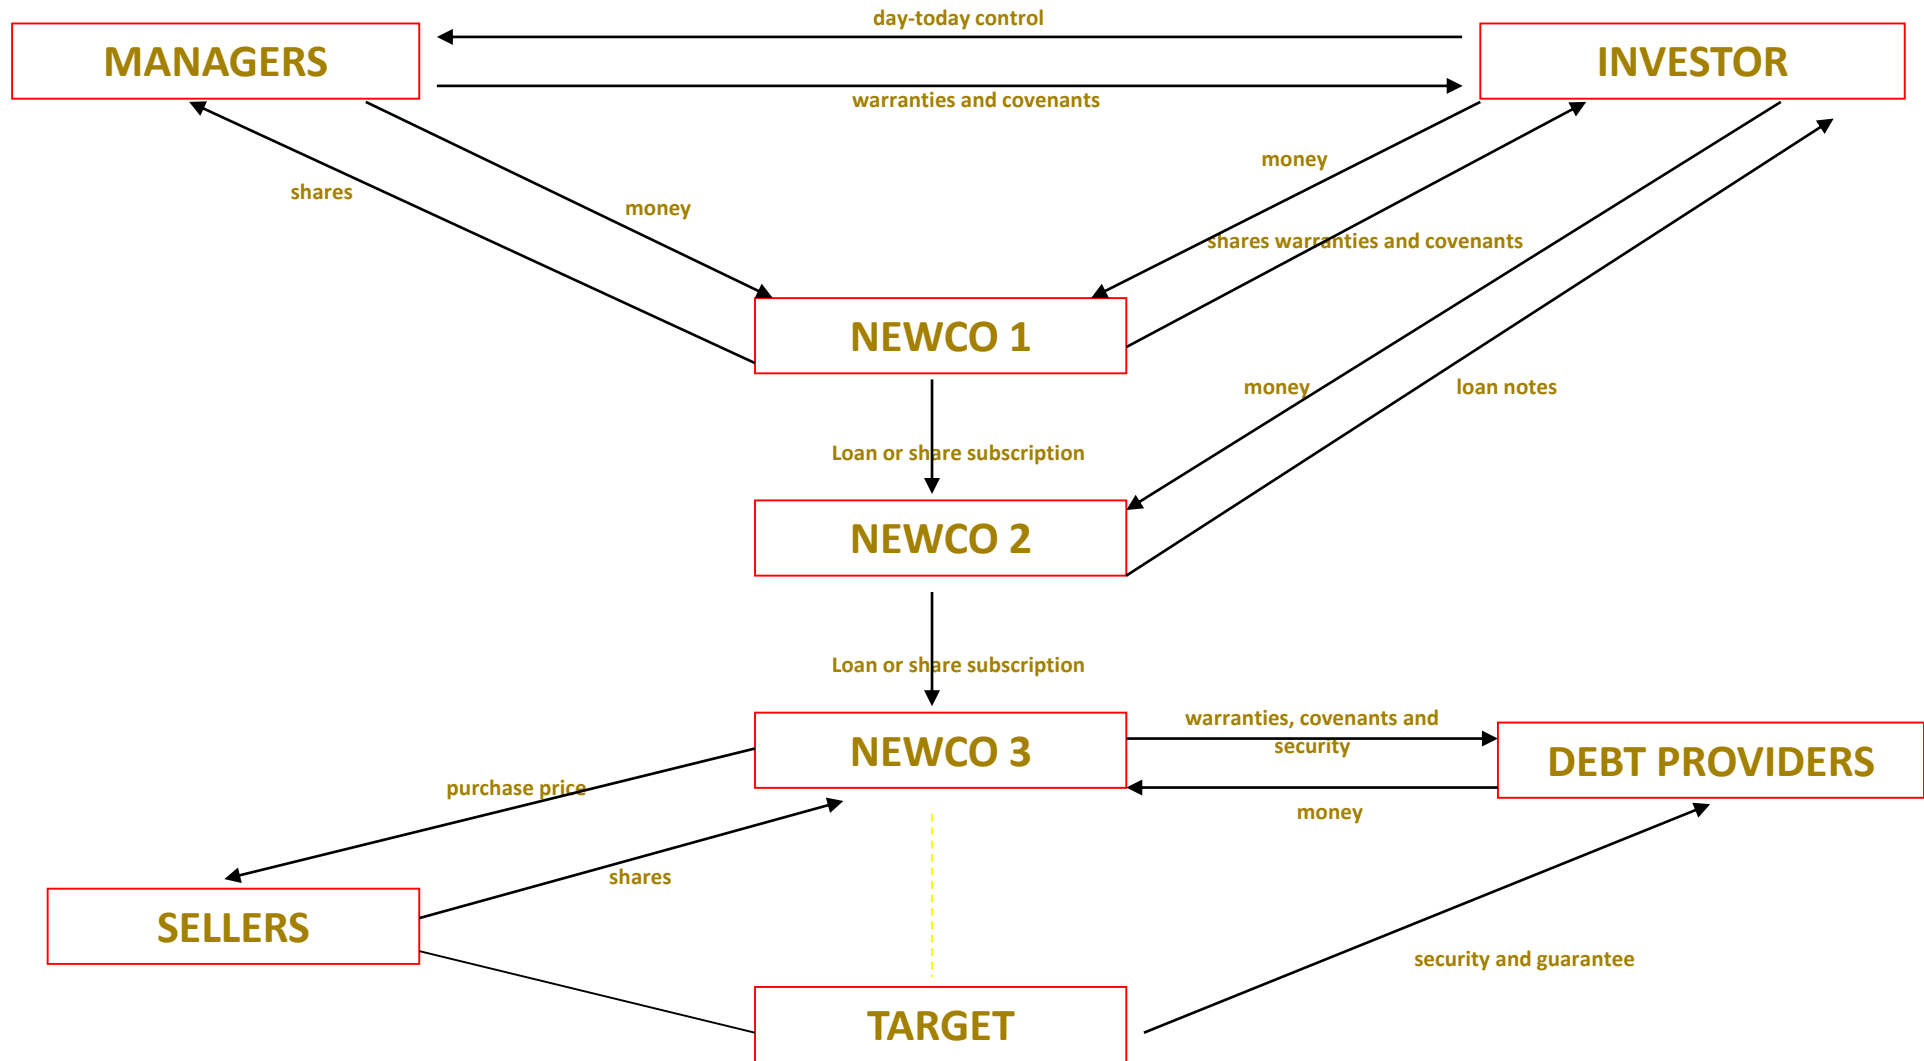 day-today control
MANAGERS
INVESTOR
warranties and covenants
money
shares
money
shares warranties and covenants
NEWCO 1
money
loan notes
Loan or share subscription
NEWCO 2
Loan or share subscription
warranties, covenants and
security
NEWCO 3
DEBT PROVIDERS
purchase price
money
shares
SELLERS
security and guarantee
TARGET